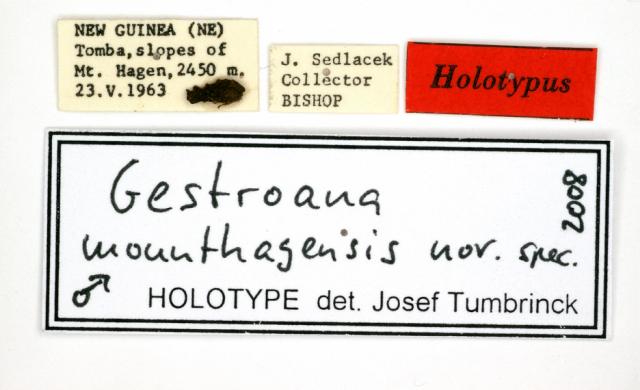 NEW GUINEA (NE)
Tomba, slopes of
Mt. Hagen, 2450 m.
23.V.1963
J. Sedlacek
Collector
BISHOP
Holotypus
Gestroana
mounthagensis nov. spec.
2008
♂ HOLOTYPE det. Josef Tumbrinck